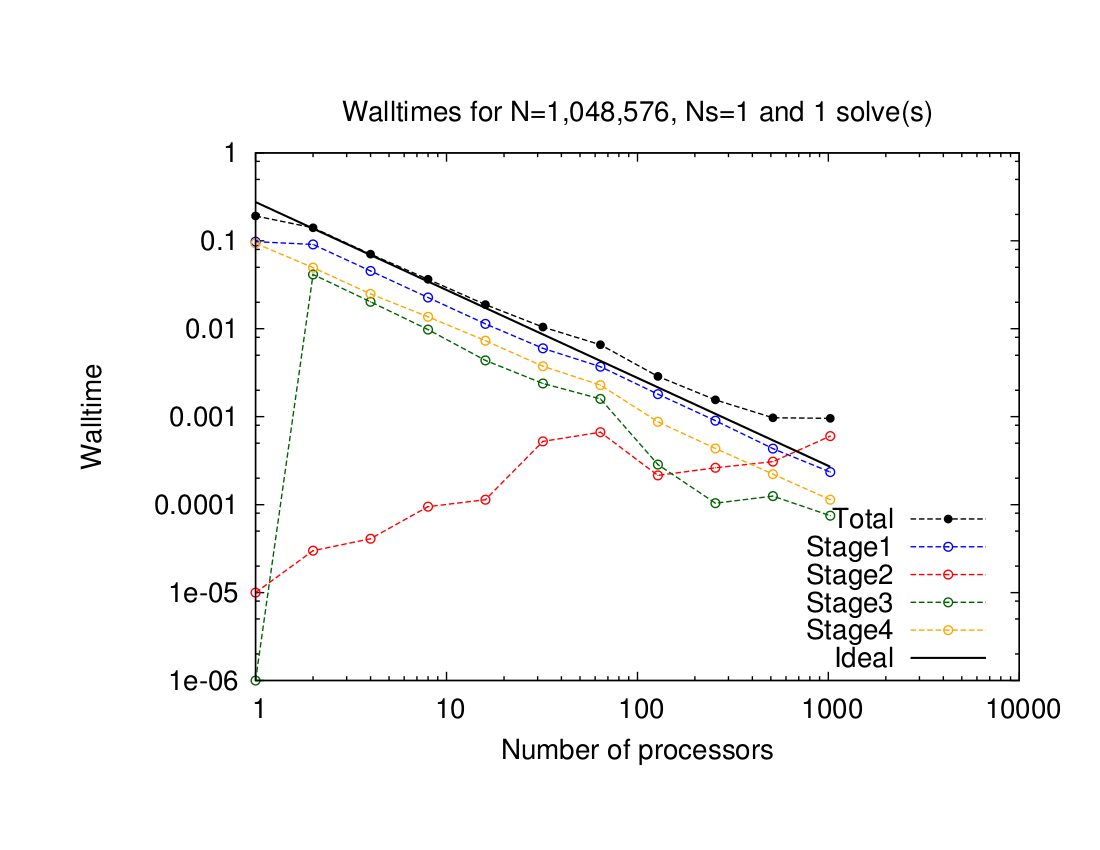 Walltimes for N=1,048,576, Ns=1 and 1 solve(s)
1
0.1
0.01
0.001
0.0001
1e-05
1e-06
Walltime
Total
Stage1
Stage2
Stage3
Stage4
Ideal
1 10 100 1000 10000
Number of processors